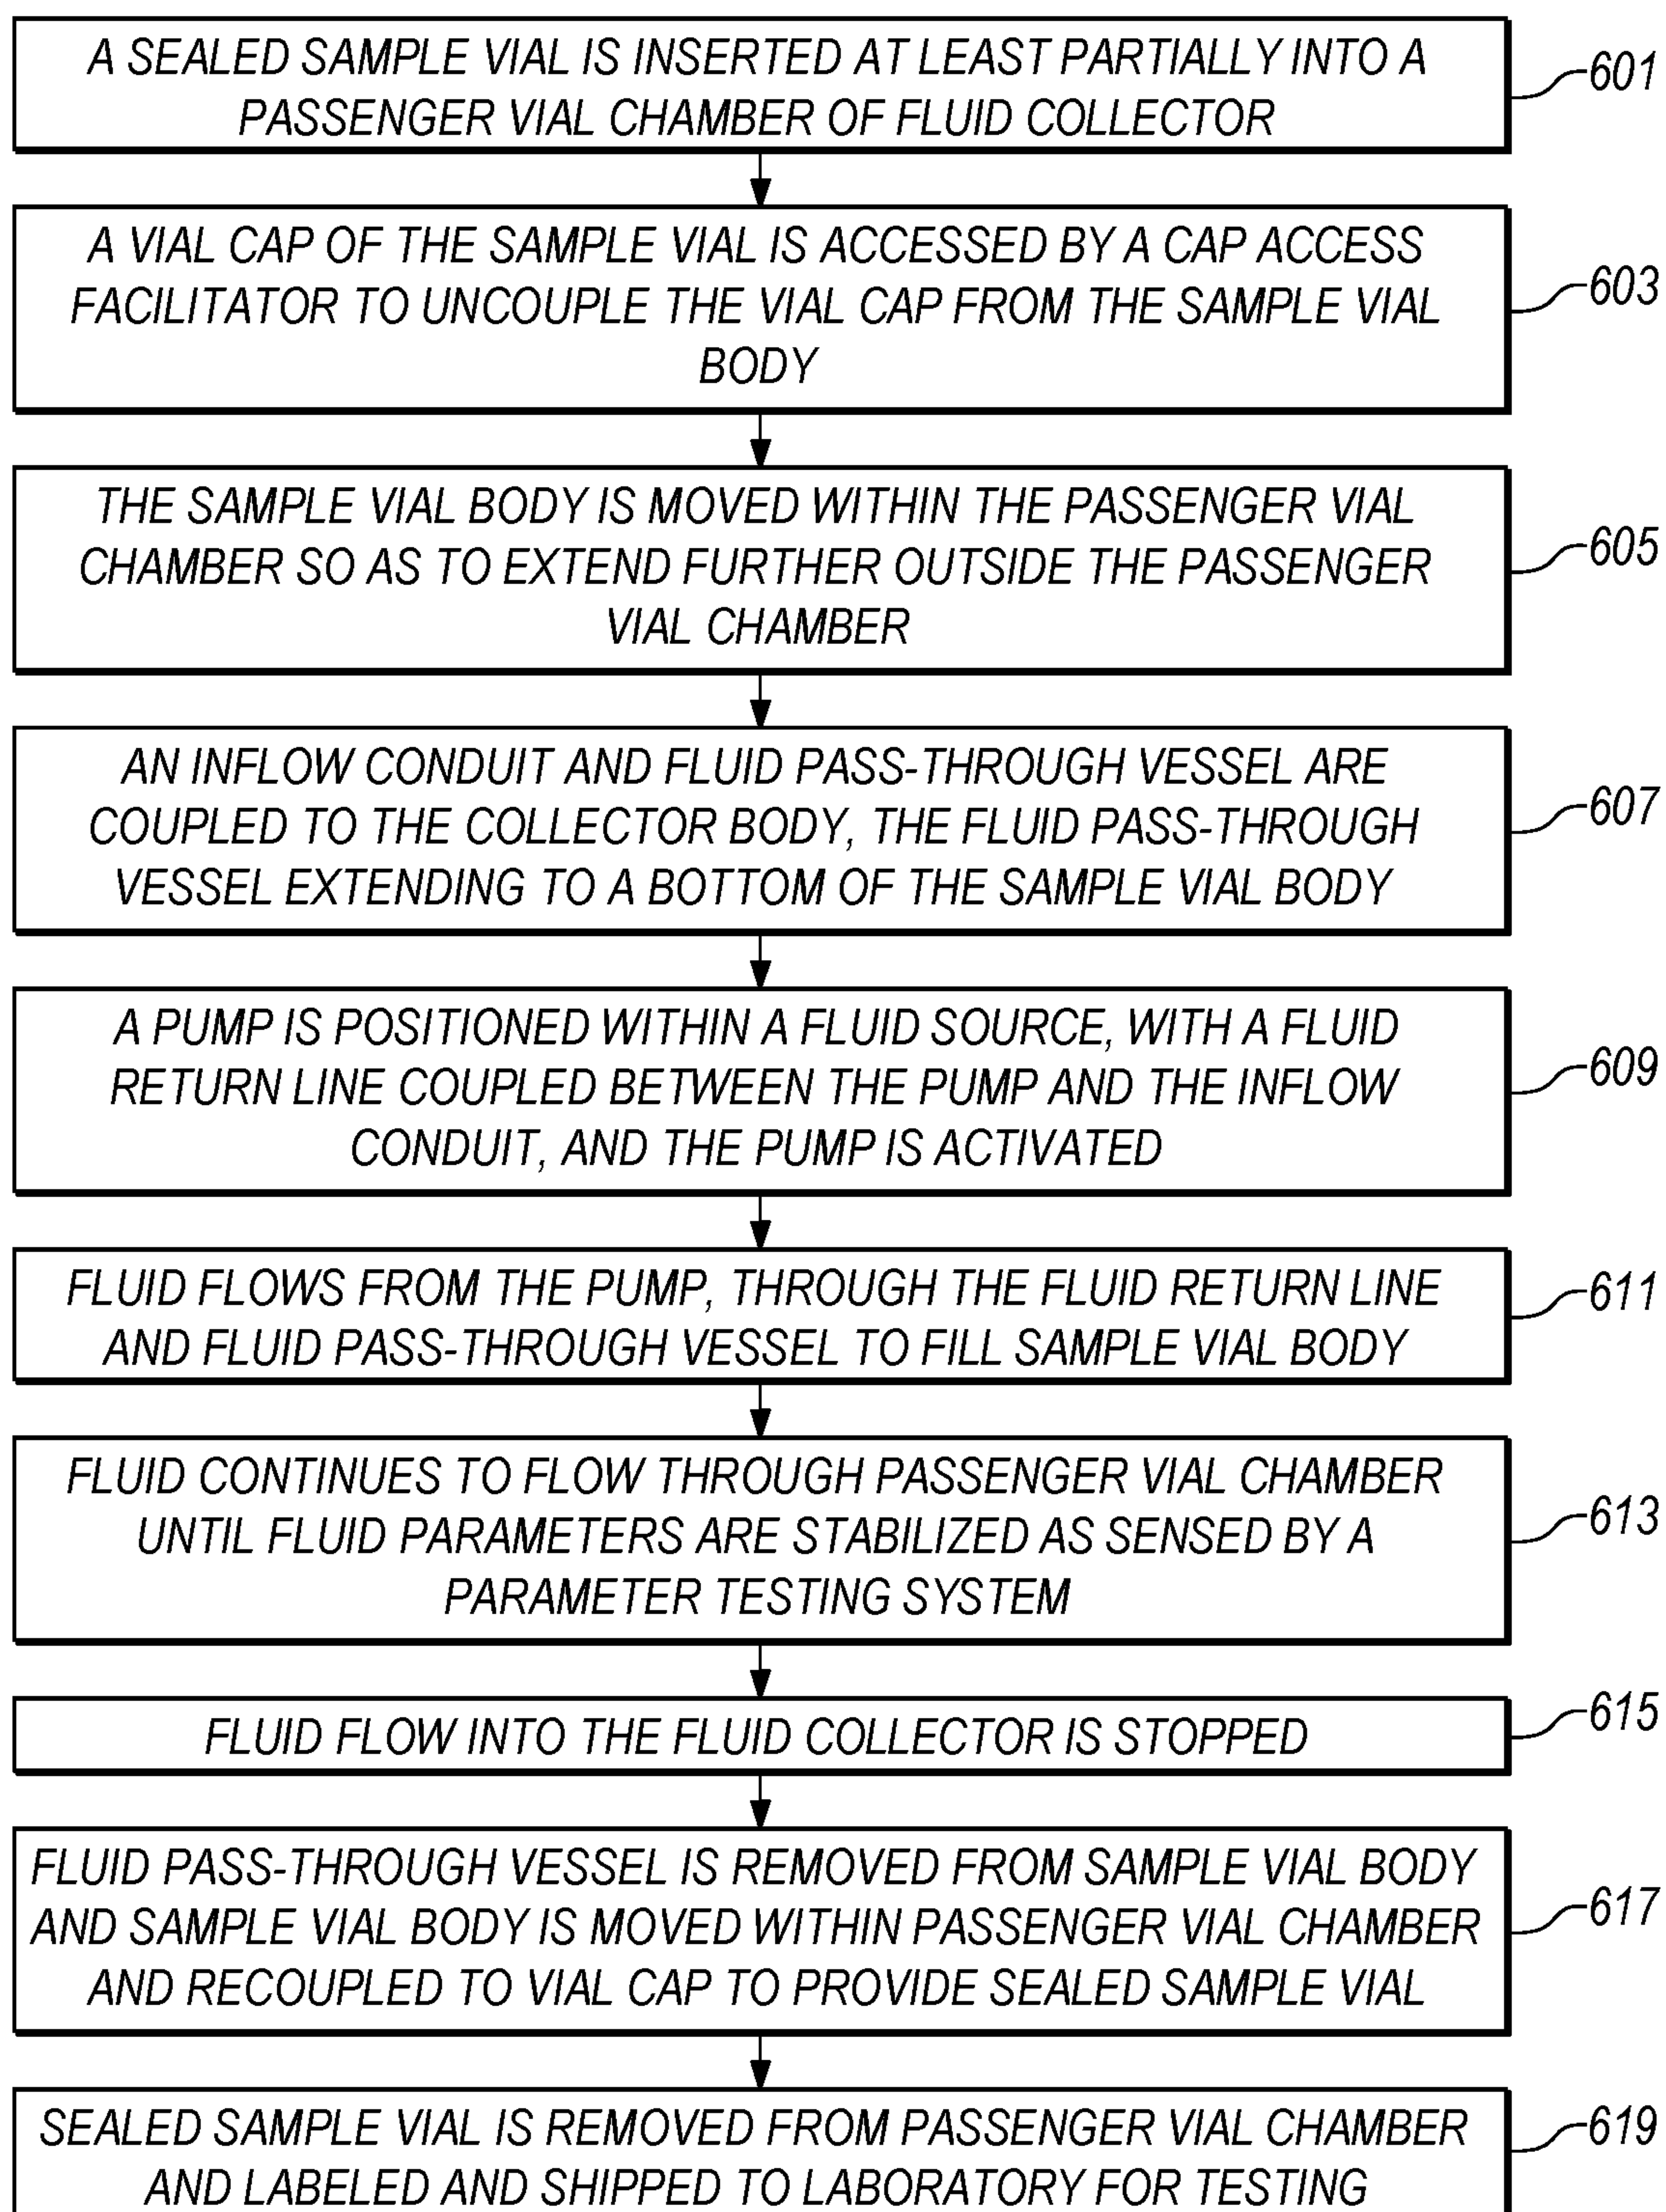 A SEALED SAMPLE VIAL IS INSERTED AT LEAST PARTIALLY INTO A
PASSENGER VIAL CHAMBER OF FLUID COLLECTOR
601
A VIAL CAP OF THE SAMPLE VIAL IS ACCESSED BY A CAP ACCESS
FACILITATOR TO UNCOUPLE THE VIAL CAP FROM THE SAMPLE VIAL
BODY
603
THE SAMPLE VIAL BODY IS MOVED WITHIN THE PASSENGER VIAL
CHAMBER SO AS TO EXTEND FURTHER OUTSIDE THE PASSENGER
VIAL CHAMBER
605
AN INFLOW CONDUIT AND FLUID PASS-THROUGH VESSEL ARE
COUPLED TO THE COLLECTOR BODY, THE FLUID PASS-THROUGH
VESSEL EXTENDING TO A BOTTOM OF THE SAMPLE VIAL BODY
607
A PUMP IS POSITIONED WITHIN A FLUID SOURCE, WITH A FLUID
RETURN LINE COUPLED BETWEEN THE PUMP AND THE INFLOW
CONDUIT, AND THE PUMP IS ACTIVATED
609
FLUID FLOWS FROM THE PUMP, THROUGH THE FLUID RETURN LINE
AND FLUID PASS-THROUGH VESSEL TO FILL SAMPLE VIAL BODY
611
FLUID CONTINUES TO FLOW THROUGH PASSENGER VIAL CHAMBER
UNTIL FLUID PARAMETERS ARE STABILIZED AS SENSED BY A
PARAMETER TESTING SYSTEM
613
FLUID FLOW INTO THE FLUID COLLECTOR IS STOPPED
615
FLUID PASS-THROUGH VESSEL IS REMOVED FROM SAMPLE VIAL BODY
AND SAMPLE VIAL BODY IS MOVED WITHIN PASSENGER VIAL CHAMBER
AND RECOUPLED TO VIAL CAP TO PROVIDE SEALED SAMPLE VIAL
617
SEALED SAMPLE VIAL IS REMOVED FROM PASSENGER VIAL CHAMBER
AND LABELED AND SHIPPED TO LABORATORY FOR TESTING
619